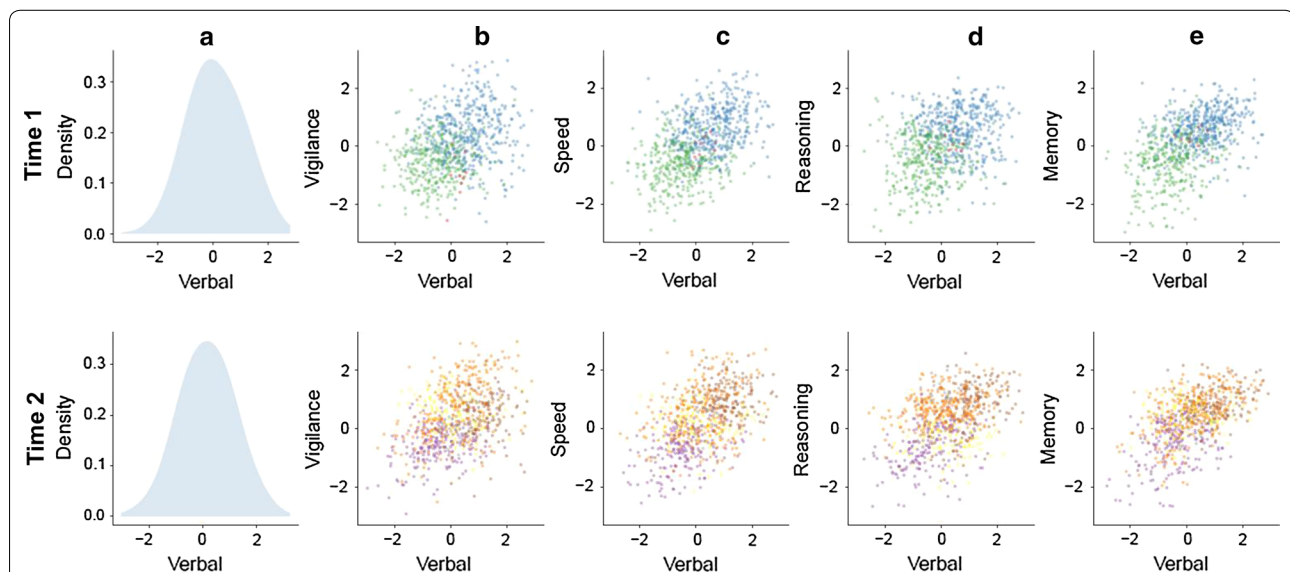 a b c d e
Time 1
Density
0.3
0.2
0.1
0.0
−2 0 2
Verbal
Vigilance
2
0
−2
−2 0 2
Verbal
Speed
2
0
−2
−2 0 2
Verbal
Reasoning
2
0
−2
−2 0 2
Verbal
Memory
2
0
−2
−2 0 2
Verbal
Time 2
Density
0.3
0.2
0.1
0.0
−2 0 2
Verbal
Vigilance
2
0
−2
−2 0 2
Verbal
Speed
2
0
−2
−2 0 2
Verbal
Reasoning
2
0
−2
−2 0 2
Verbal
Memory
2
0
−2
−2 0 2
Verbal